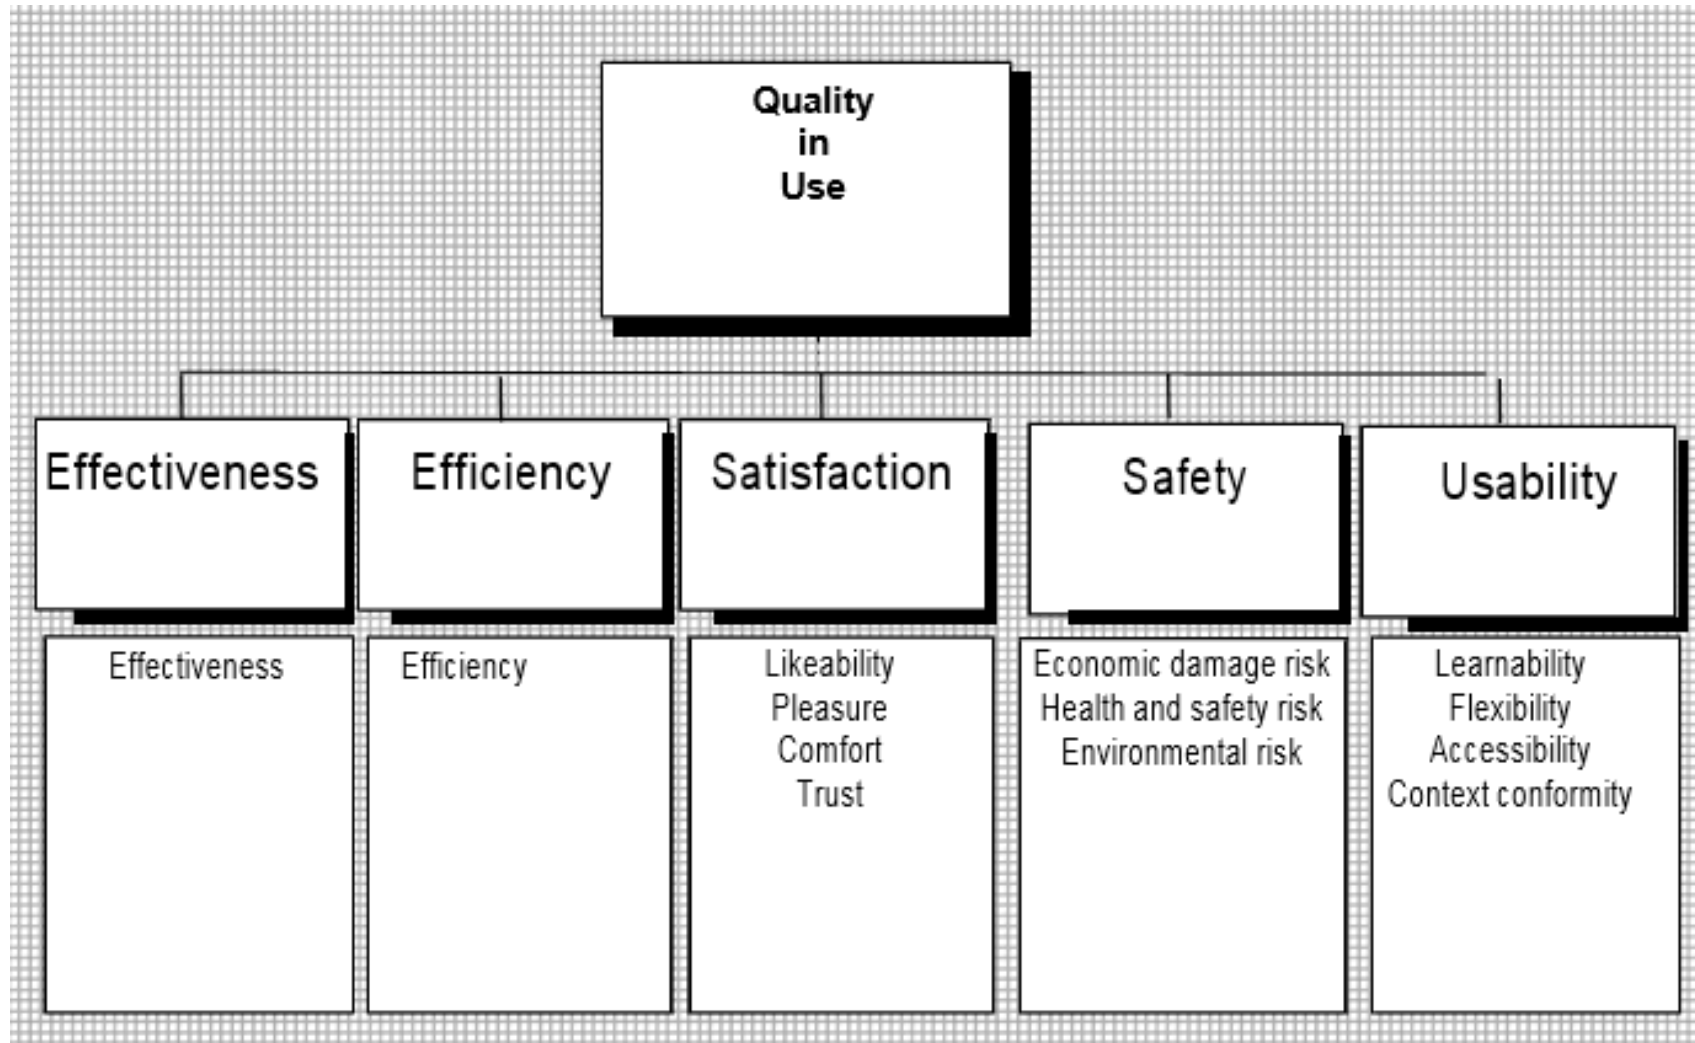 Quality
in
Use
Effectiveness
Efficiency
Satisfaction
Safety
Usability
Effectiveness
Efficiency
Likeability
Pleasure
Comfort
Trust
Economic damage risk
Health and safety risk
Environmental risk
Learnability
Flexibility
Accessibility
Context conformity